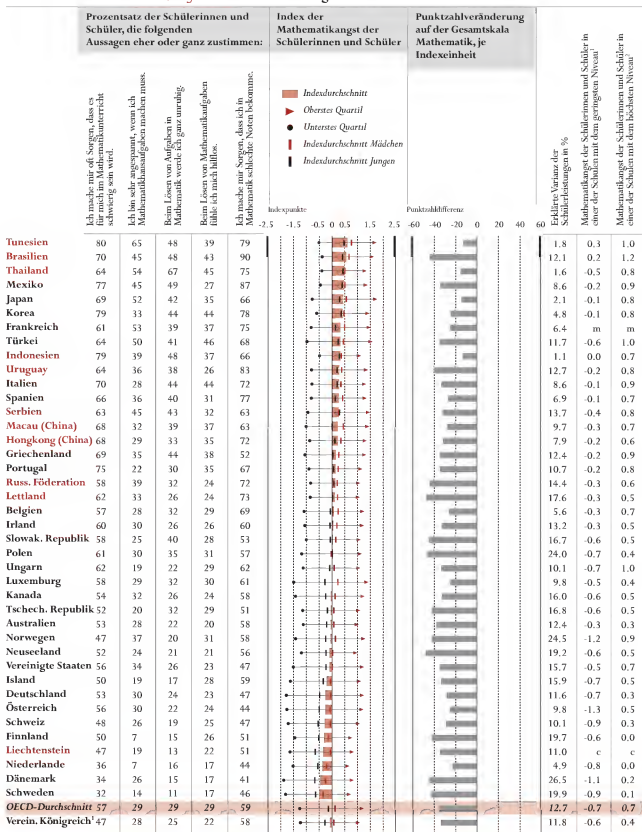 Prozentsatz der Schülerinnen und
Schüler, die folgenden
Aussagen eher oder ganz zustimmen:
Index der
Mathematikangst der
Schülerinnen und Schüler
Punktzahlveränderung
auf der Gesamtskala
Mathematik, je
Indexeinheit
Ich mache mir oft Sorgen, dass es
für mich im Mathematikunterricht
schwierig sein wird.
Ich bin sehr angespannt, wenn ich
Mathematikhausaufgaben machen muss.
Beim Lösen von Aufgaben in
Mathematik werde ich ganz unruhig.
Beim Lösen von Mathematikaufgaben
fühle ich mich hilflos.
Ich mache mir Sorgen, dass ich in
Mathematik schlechte Noten bekomme.
Indexdurchschnitt
Oberstes Quartil
Unterstes Quartil
Indexdurchschnitt Mädchen
Indexdurchschnitt Jungen
Erklärte Varianz der
Schülerleistungen in %
Mathematikangst der Schülerinnen und Schüler in
einer der Schulen mit dem geringsten Niveau¹
Mathematikangst der Schülerinnen und Schüler in
einer der Schulen mit dem höchsten Niveau²
Indexpunkte
Punktzahldifferenz
-2.5 -1.5 -0.5 0 0.5 1.5 2.5
-60 -40 -20 0 20 40 60
Tunesien 80 65 48 39 79 1.8 0.3 1.0
Brasilien 70 45 48 43 90 12.1 0.2 1.2
Thailand 64 54 67 45 75 1.6 -0.5 0.8
Mexiko 77 45 49 27 87 8.6 -0.2 0.9
Japan 69 52 42 35 66 2.1 -0.1 0.8
Korea 79 33 44 44 78 4.8 -0.1 0.8
Frankreich 61 53 39 37 75 6.4 m m
Türkei 64 50 41 46 68 11.7 -0.6 1.0
Indonesien 79 39 48 37 66 1.1 0.0 0.7
Uruguay 64 36 38 26 83 12.7 -0.2 0.8
Italien 70 28 44 44 72 8.6 -0.1 0.9
Spanien 66 36 40 31 77 6.9 -0.1 0.7
Serbien 63 45 43 32 63 13.7 -0.4 0.8
Macau (China) 68 32 39 37 63 9.7 -0.3 0.7
Hongkong (China) 68 29 33 35 72 7.9 -0.2 0.6
Griechenland 69 35 44 38 52 12.4 -0.2 0.9
Portugal 75 22 30 35 67 10.7 -0.2 0.8
Russ. Föderation 58 39 32 24 72 14.4 -0.3 0.6
Lettland 62 33 26 24 73 17.6 -0.3 0.5
Belgien 57 28 32 29 69 5.6 -0.3 0.7
Irland 60 30 26 26 60 13.2 -0.3 0.5
Slowak. Republik 58 25 40 28 53 16.7 -0.6 0.5
Polen 61 30 35 31 57 24.0 -0.7 0.4
Ungarn 62 19 22 29 62 10.1 -0.7 1.0
Luxemburg 58 29 32 30 61 9.8 -0.5 0.4
Kanada 54 32 26 24 58 16.0 -0.6 0.5
Tschech. Republik 52 20 32 29 51 16.8 -0.6 0.5
Australien 53 28 22 20 58 12.4 -0.3 0.3
Norwegen 47 37 20 31 58 24.5 -1.2 0.9
Neuseeland 52 24 21 21 56 19.2 -0.6 0.5
Vereinigte Staaten 56 34 26 23 47 15.7 -0.5 0.7
Island 50 19 17 28 59 15.9 -0.7 0.5
Deutschland 53 30 24 23 47 11.6 -0.7 0.3
Österreich 56 30 22 24 44 9.8 -1.3 0.5
Schweiz 48 26 19 25 47 10.1 -0.9 0.3
Finnland 50 7 15 26 51 19.7 -0.6 0.0
Liechtenstein 47 19 13 22 51 11.0 c c
Niederlande 36 7 16 17 44 4.9 -0.8 0.0
Dänemark 34 26 15 17 41 26.5 -1.1 0.2
Schweden 32 14 11 17 46 19.9 -0.9 0.1
OECD-Durchschnitt 57 29 29 29 59 12.7 -0.7 0.7
Verein. Königreich¹ 47 28 25 22 58 11.8 -0.6 0.4